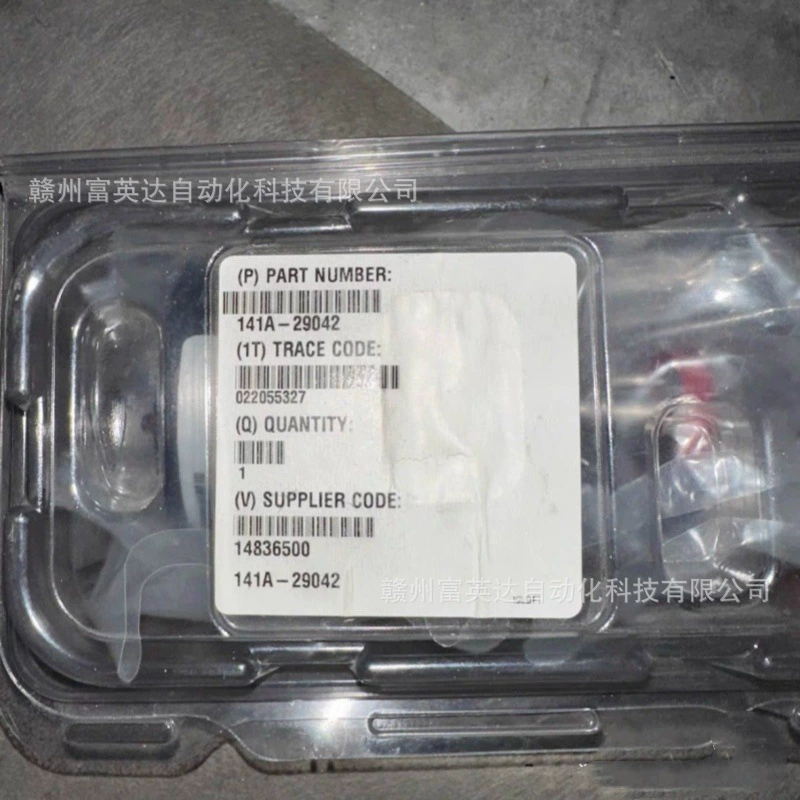 赣州富英达自动化科技有限公司
(P) PART NUMBER:
141A-29042
(1T) TRACE CODE:
022055327
(Q) QUANTITY:
1
(V) SUPPLIER CODE:
14836500
141A-29042
赣州富英达自动化科技有限公司